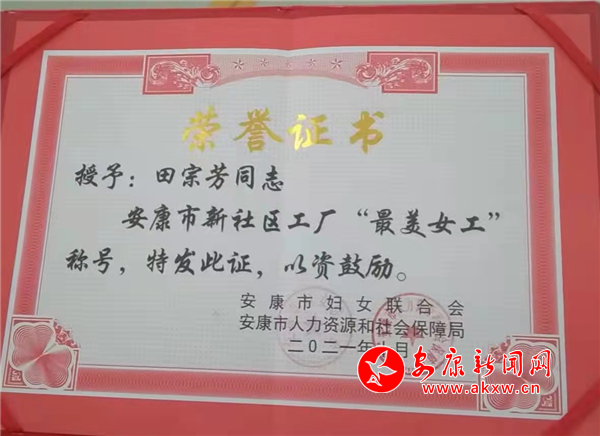 荣誉证书
授予：田宗芳同志
安康市新社区工厂“最美女工”
称号，特发此证，以资鼓励。
安康市妇女联合会
安康市人力资源和社会保障局
二〇二一年七月
安康新闻网
www.akxw.cn